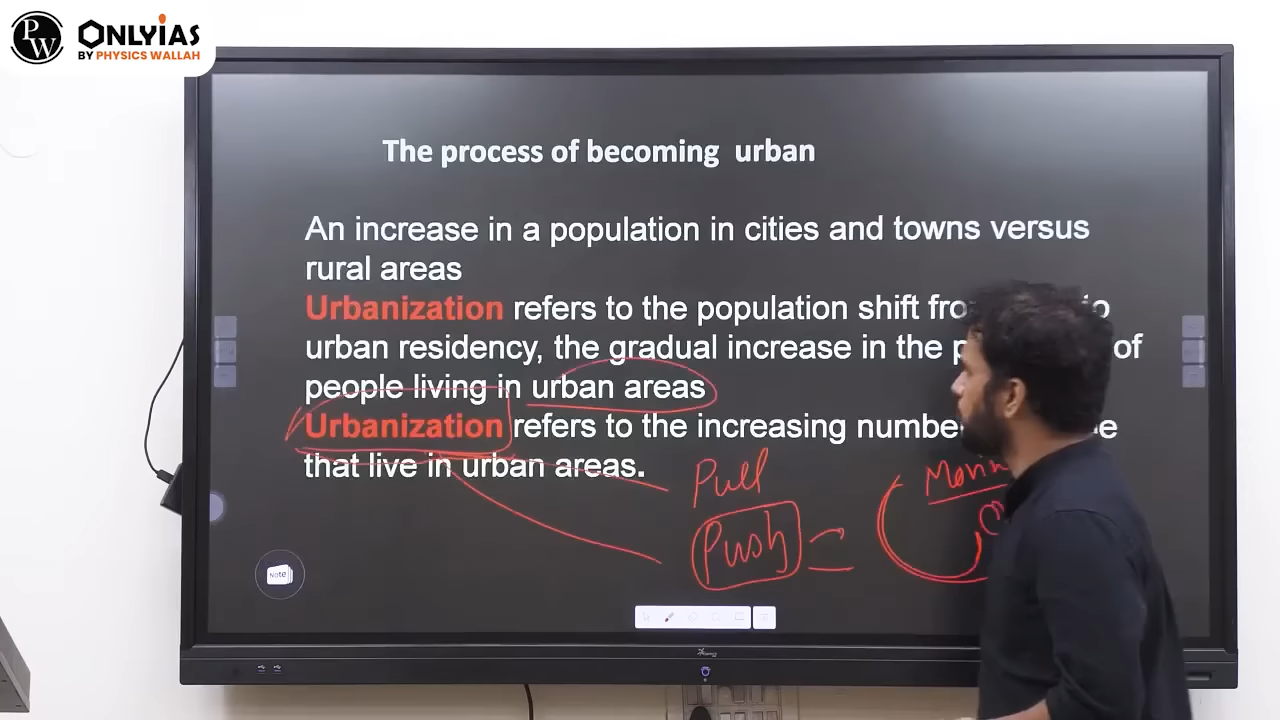 PW
ONLYIAS
BY PHYSICS WALLAH
The process of becoming urban
An increase in a population in cities and towns versus
rural areas
Urbanization refers to the population shift to
urban residency, the gradual increase in the of
people living in urban areas
Urbanization refers to the increasing
that live in urban areas.
Pull
Push
Note